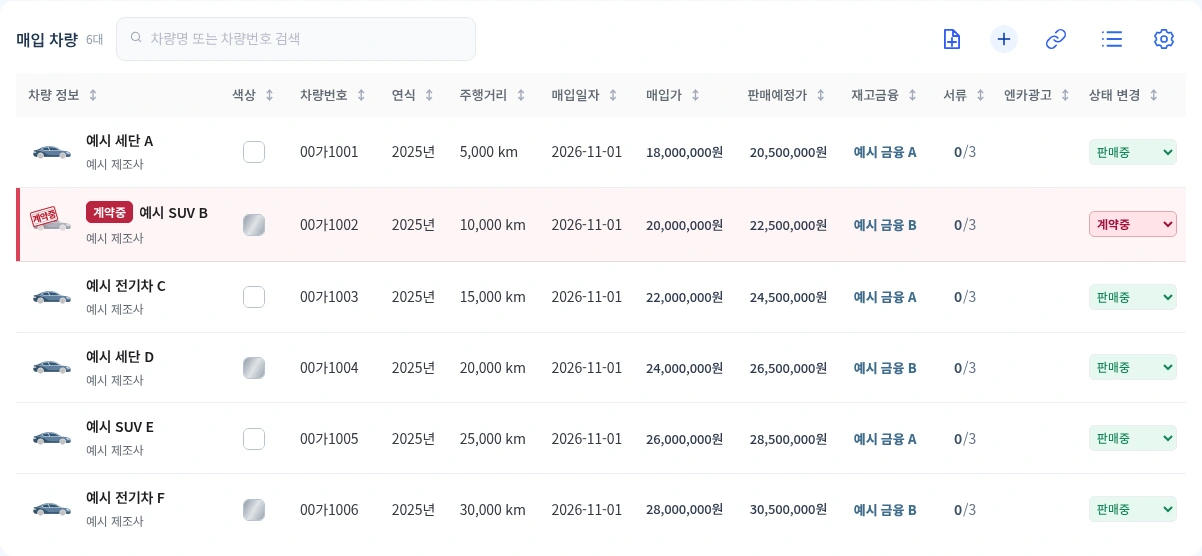 매입 차량 6대 차량명 또는 차량번호 검색
차량 정보 색상 차량번호 연식 주행거리 매입일자 매입가 판매예정가 재고금융 서류 엔카광고 상태 변경
예시 세단 A
예시 제조사
00가1001 2025년 5,000 km 2026-11-01 18,000,000원 20,500,000원 예시 금융 A 0/3 판매중
계약중
계약중 예시 SUV B
예시 제조사
00가1002 2025년 10,000 km 2026-11-01 20,000,000원 22,500,000원 예시 금융 B 0/3 계약중
예시 전기차 C
예시 제조사
00가1003 2025년 15,000 km 2026-11-01 22,000,000원 24,500,000원 예시 금융 A 0/3 판매중
예시 세단 D
예시 제조사
00가1004 2025년 20,000 km 2026-11-01 24,000,000원 26,500,000원 예시 금융 B 0/3 판매중
예시 SUV E
예시 제조사
00가1005 2025년 25,000 km 2026-11-01 26,000,000원 28,500,000원 예시 금융 A 0/3 판매중
예시 전기차 F
예시 제조사
00가1006 2025년 30,000 km 2026-11-01 28,000,000원 30,500,000원 예시 금융 B 0/3 판매중